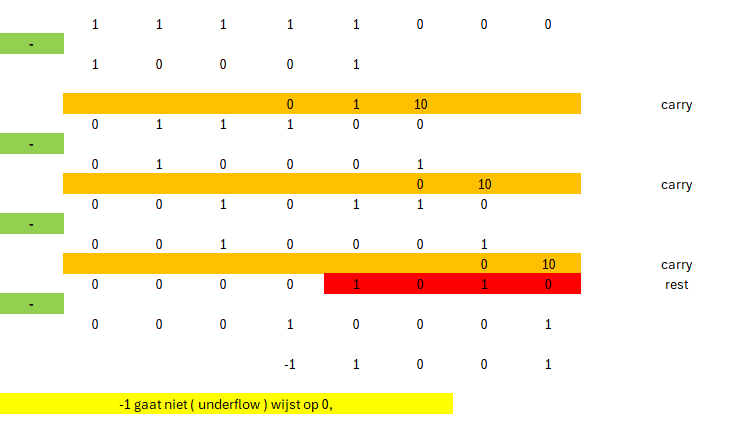 1 1 1 1 1 0 0 0
-
1 0 0 0 1
0 1 10 carry
0 1 1 1 0 0
-
0 1 0 0 0 1
0 10 carry
0 0 1 0 1 1 0
-
0 0 1 0 0 0 1
0 10 carry
0 0 0 0 1 0 1 0 rest
-
0 0 0 1 0 0 0 1
-1 1 0 0 1
-1 gaat niet ( underflow ) wijst op 0,